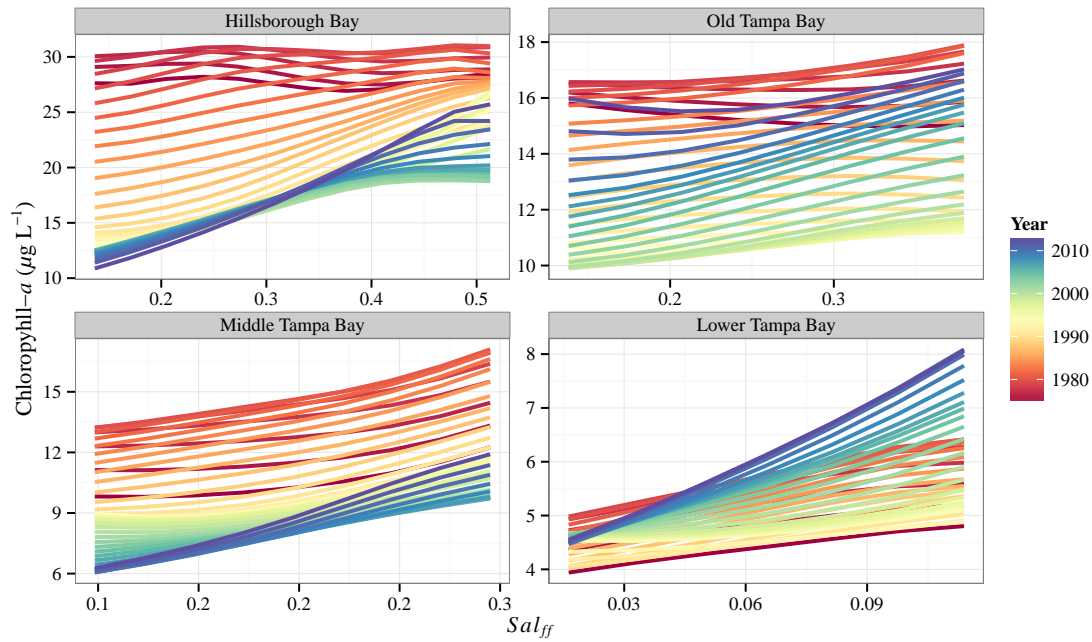 Hillsborough Bay
Old Tampa Bay
30
25
20
15
10
0.2 0.3 0.4 0.5
18
16
14
12
10
0.2 0.3
Middle Tampa Bay
Lower Tampa Bay
15
12
9
6
0.1 0.2 0.2 0.2 0.3
8
7
6
5
4
0.03 0.06 0.09
Chloropyhll−a (μg L⁻¹)
Sal_ff
Year
2010
2000
1990
1980